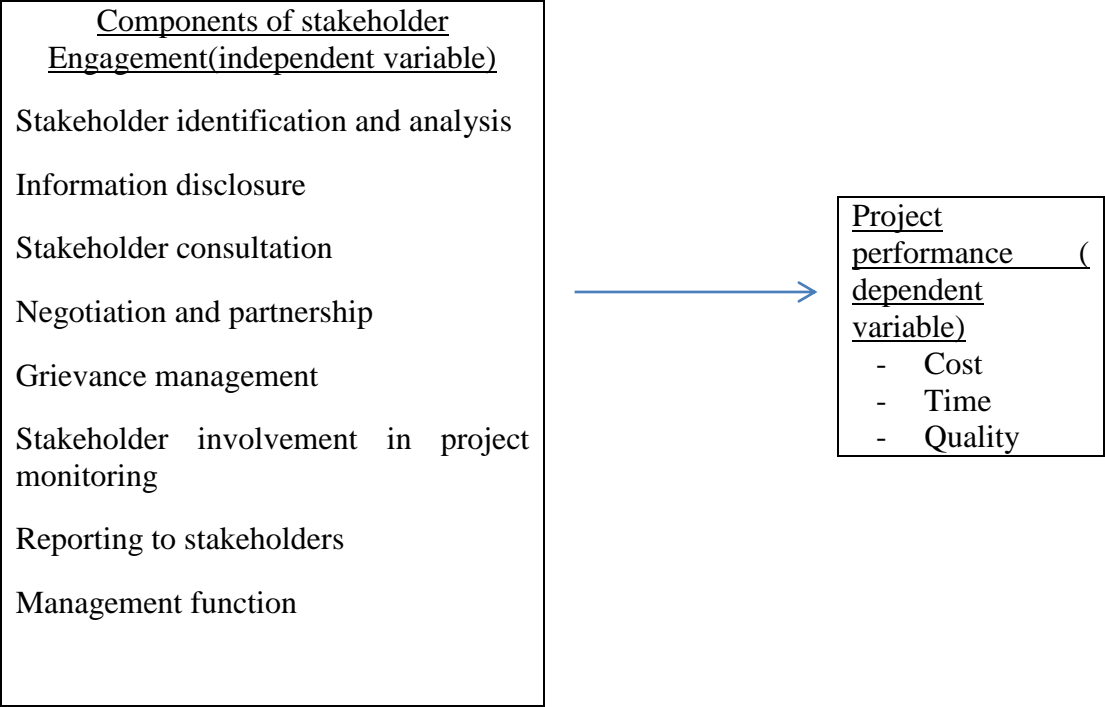 Components of stakeholder
Engagement(independent variable)
Stakeholder identification and analysis
Information disclosure
Stakeholder consultation
Negotiation and partnership
Grievance management
Stakeholder involvement in project
monitoring
Reporting to stakeholders
Management function
Project
performance (
dependent
variable)
- Cost
- Time
- Quality